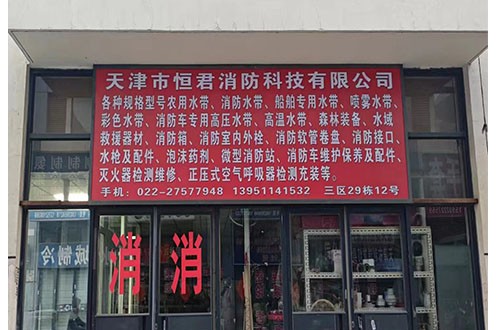 天津市恒君消防科技有限公司
各种规格型号农用水带、消防水带、船舶专用水带、喷雾水带、
彩色水带、消防车专用高压水带、高温水带、森林装备、水域
救援器材、消防箱、消防室内外栓、消防软管卷盘、消防接口、
水枪及配件、泡沫药剂、微型消防站、消防车维护保养及配件、
灭火器检测维修、正压式空气呼吸器检测充装等。
手机：022-27577948 13951141532 三区29栋12号
消 消
城制冷